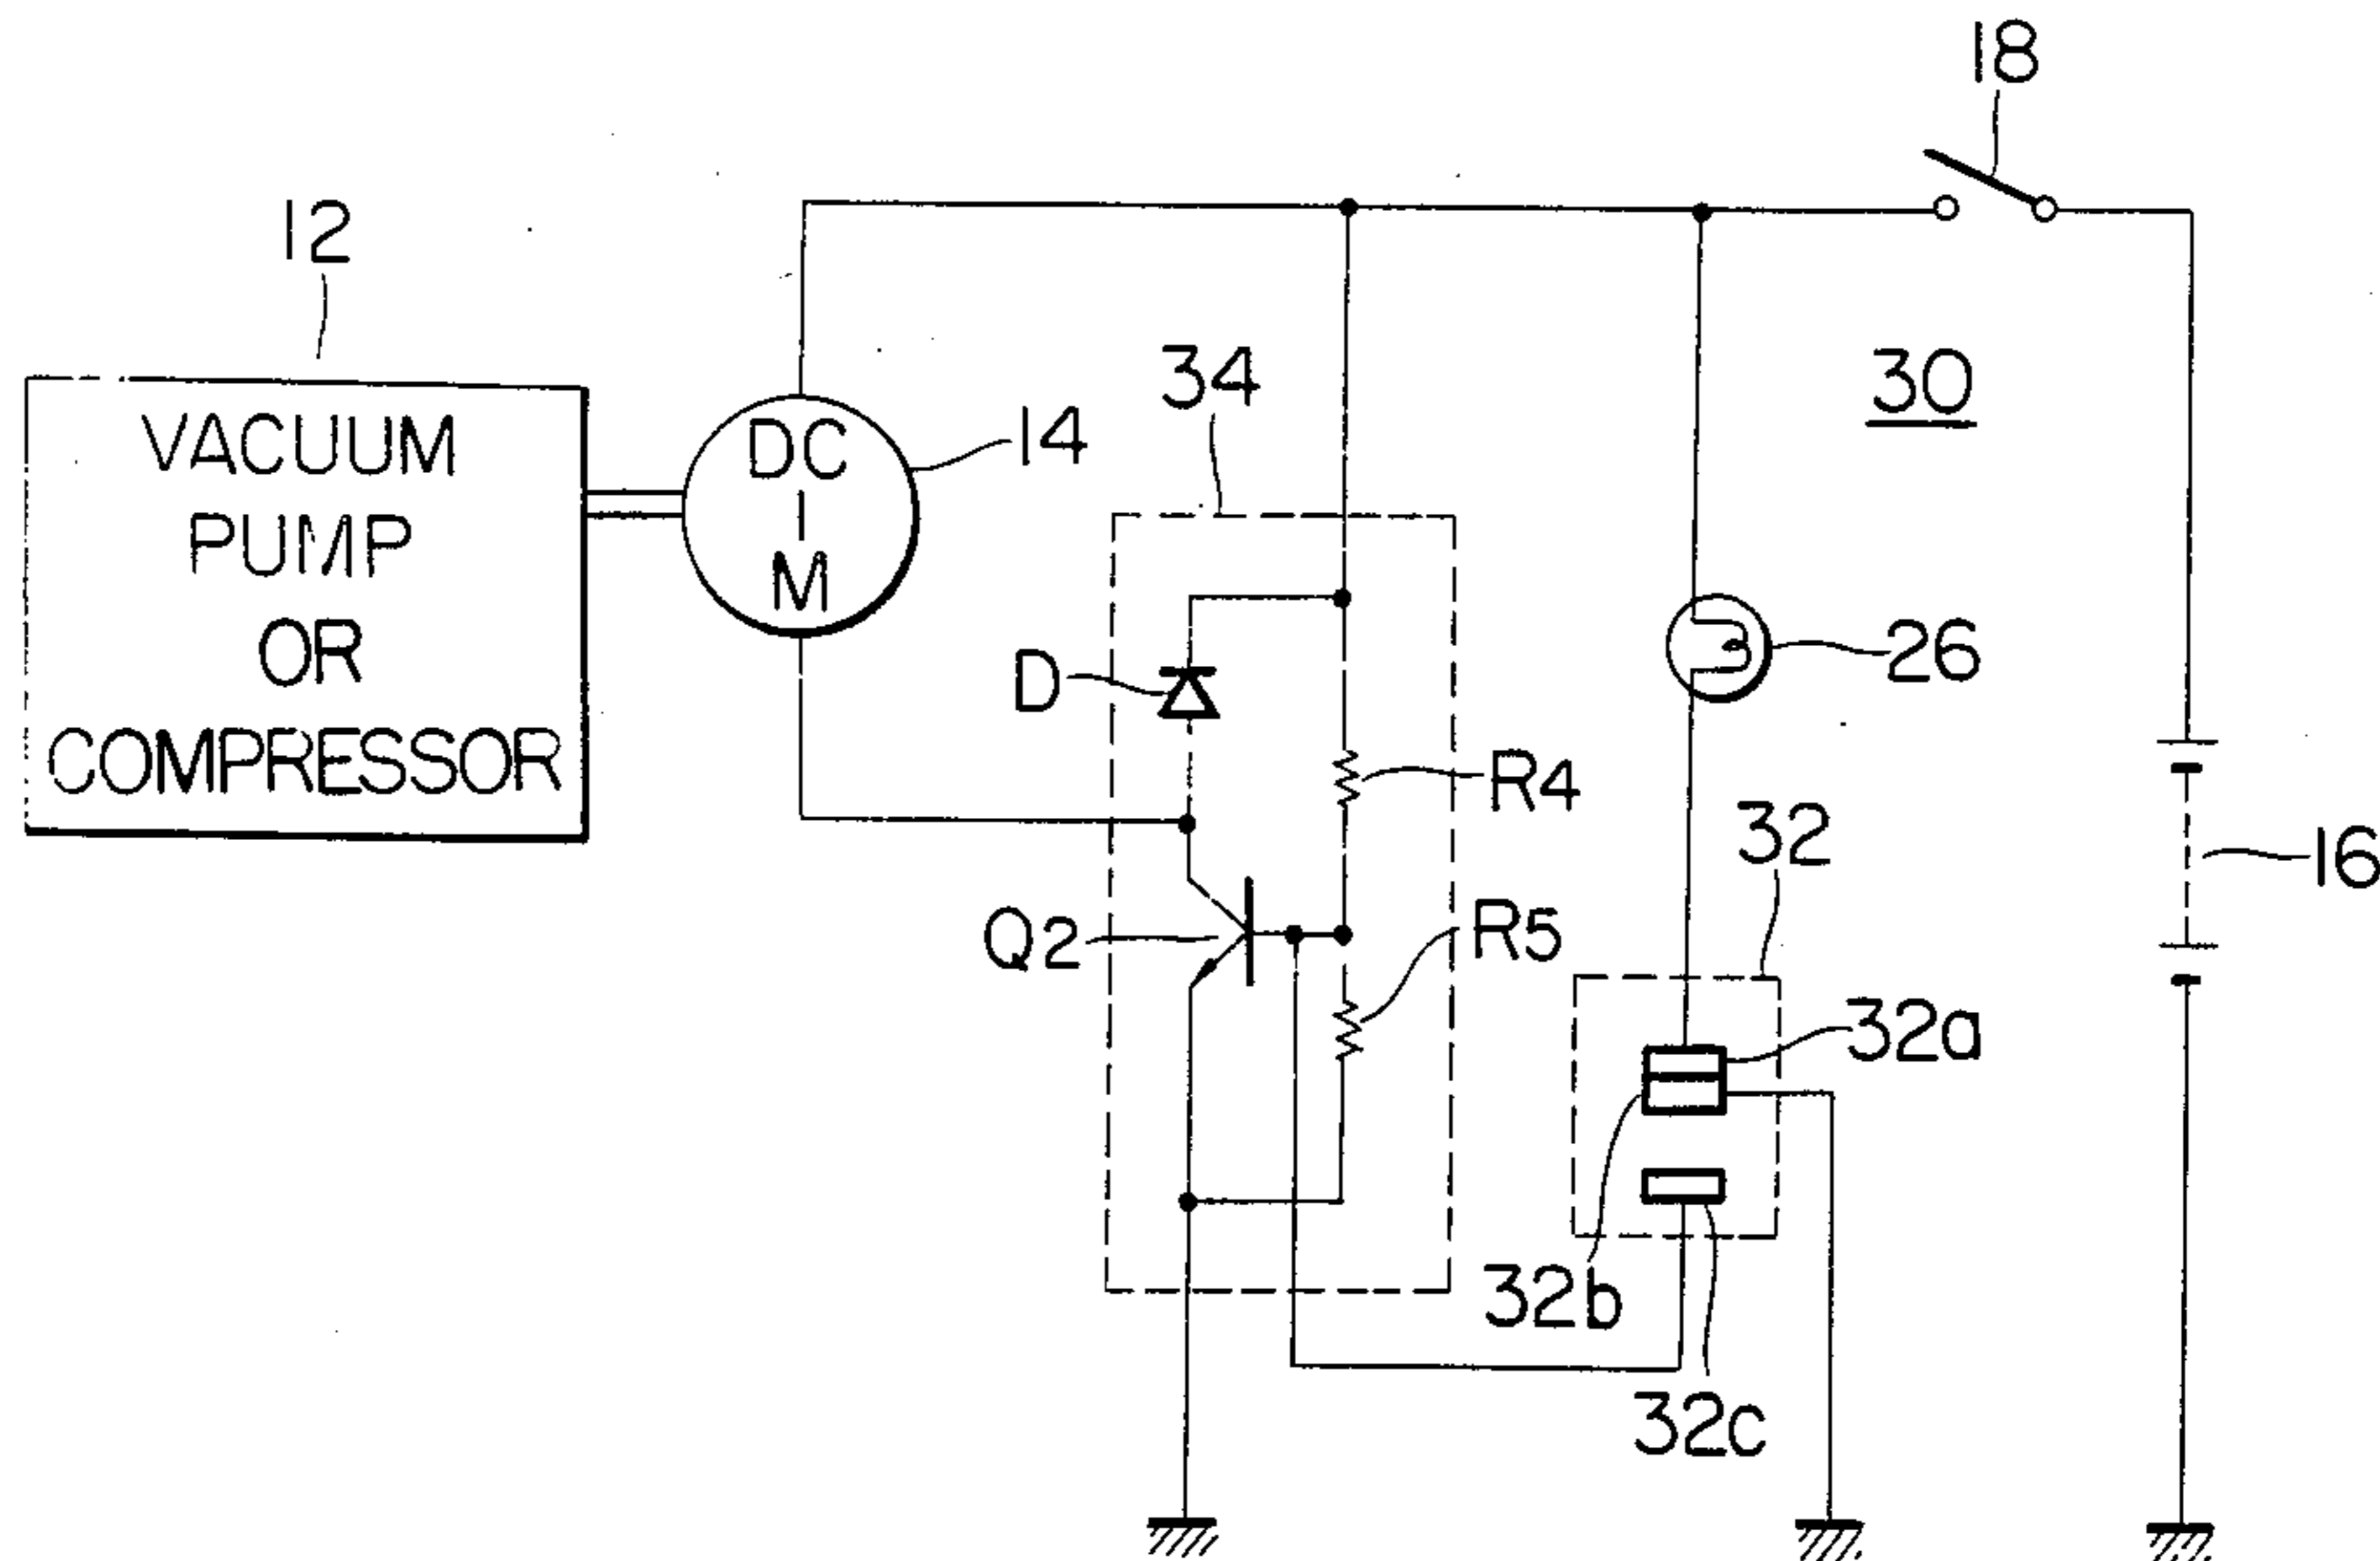 18
12
30
34
DC
14
M
VACUUM
PUMP
OR
COMPRESSOR
D
26
R4
32
16
Q2
R5
32a
32b
32c